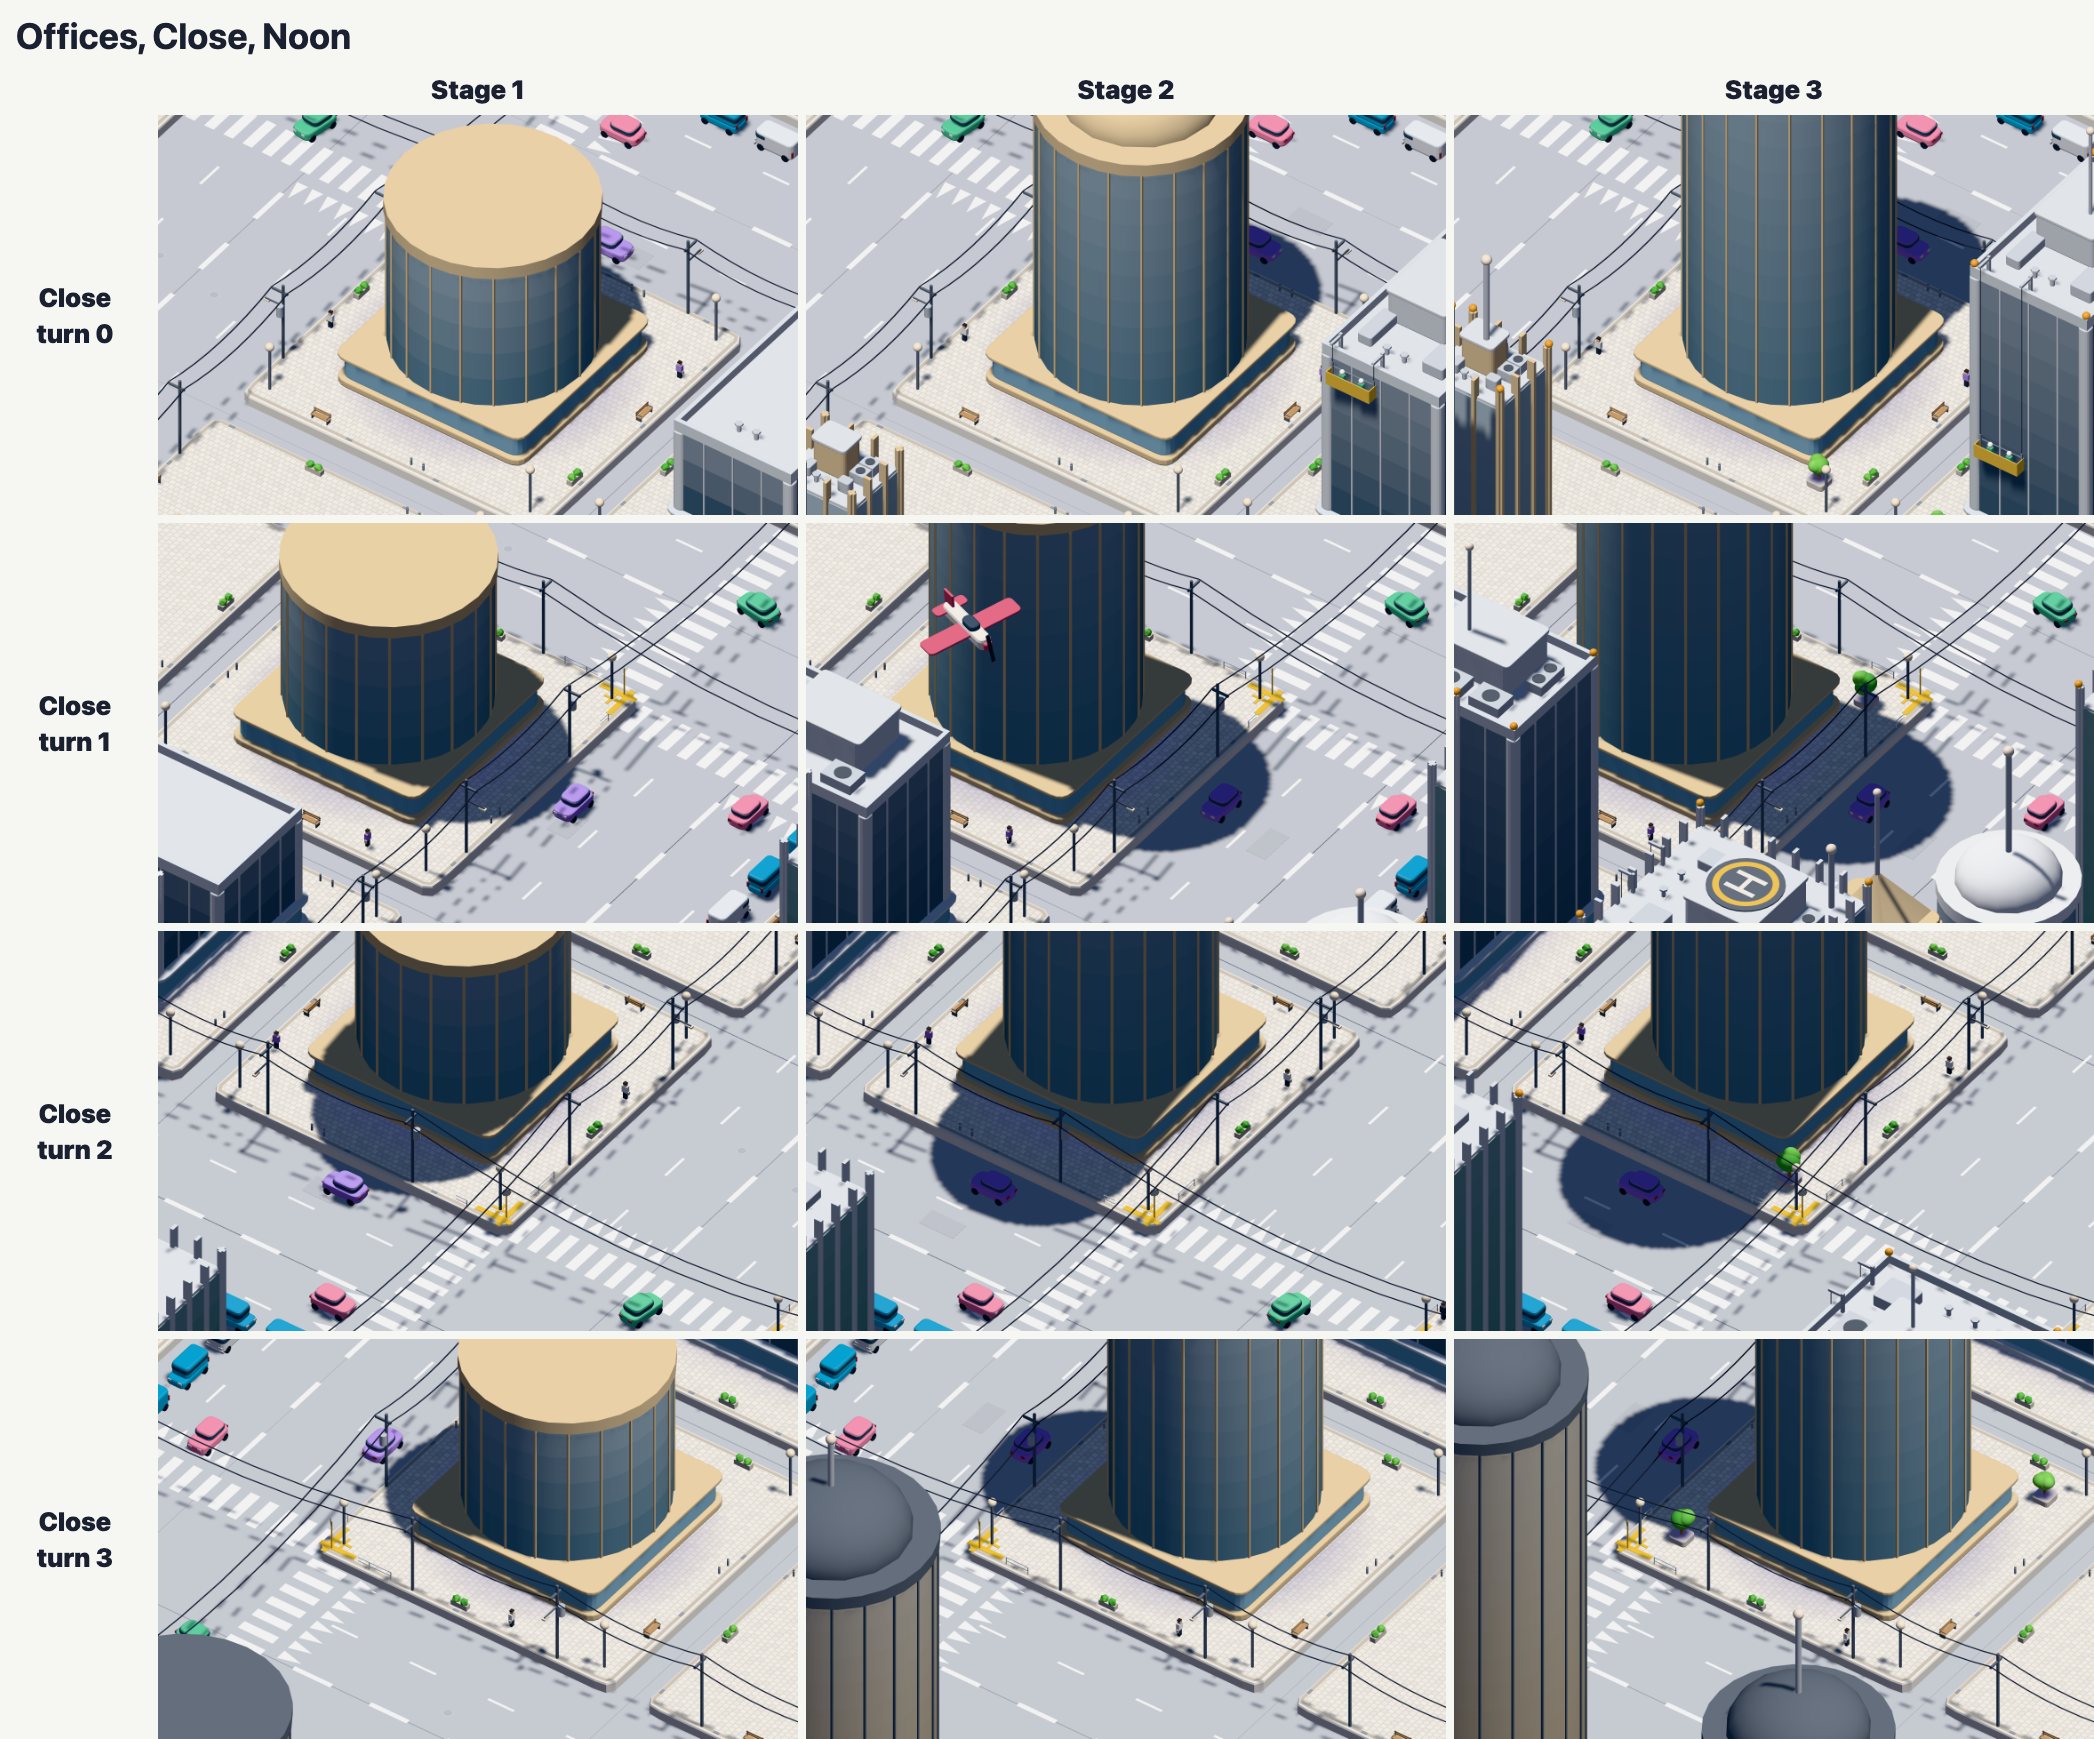 Offices, Close, Noon
Stage 1
Stage 2
Stage 3
Close
turn 0
Close
turn 1
H
Close
turn 2
Close
turn 3